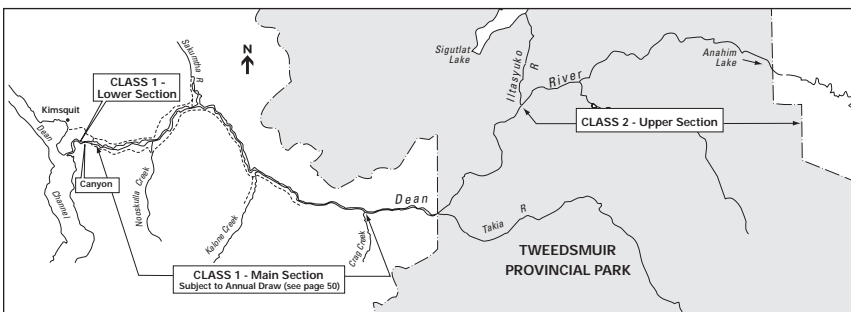 Sakumtha R
N
Sigutlat
Lake
Iltasyuko
R
River
Anahim
Lake
CLASS 1 -
Lower Section
Kimsquit
Dean
Channel
Canyon
Nooskulla Creek
Kalone Creek
Crag Creek
Dean
Takia R
CLASS 2 - Upper Section
CLASS 1 - Main Section
Subject to Annual Draw (see page 50)
TWEEDSMUIR
PROVINCIAL PARK